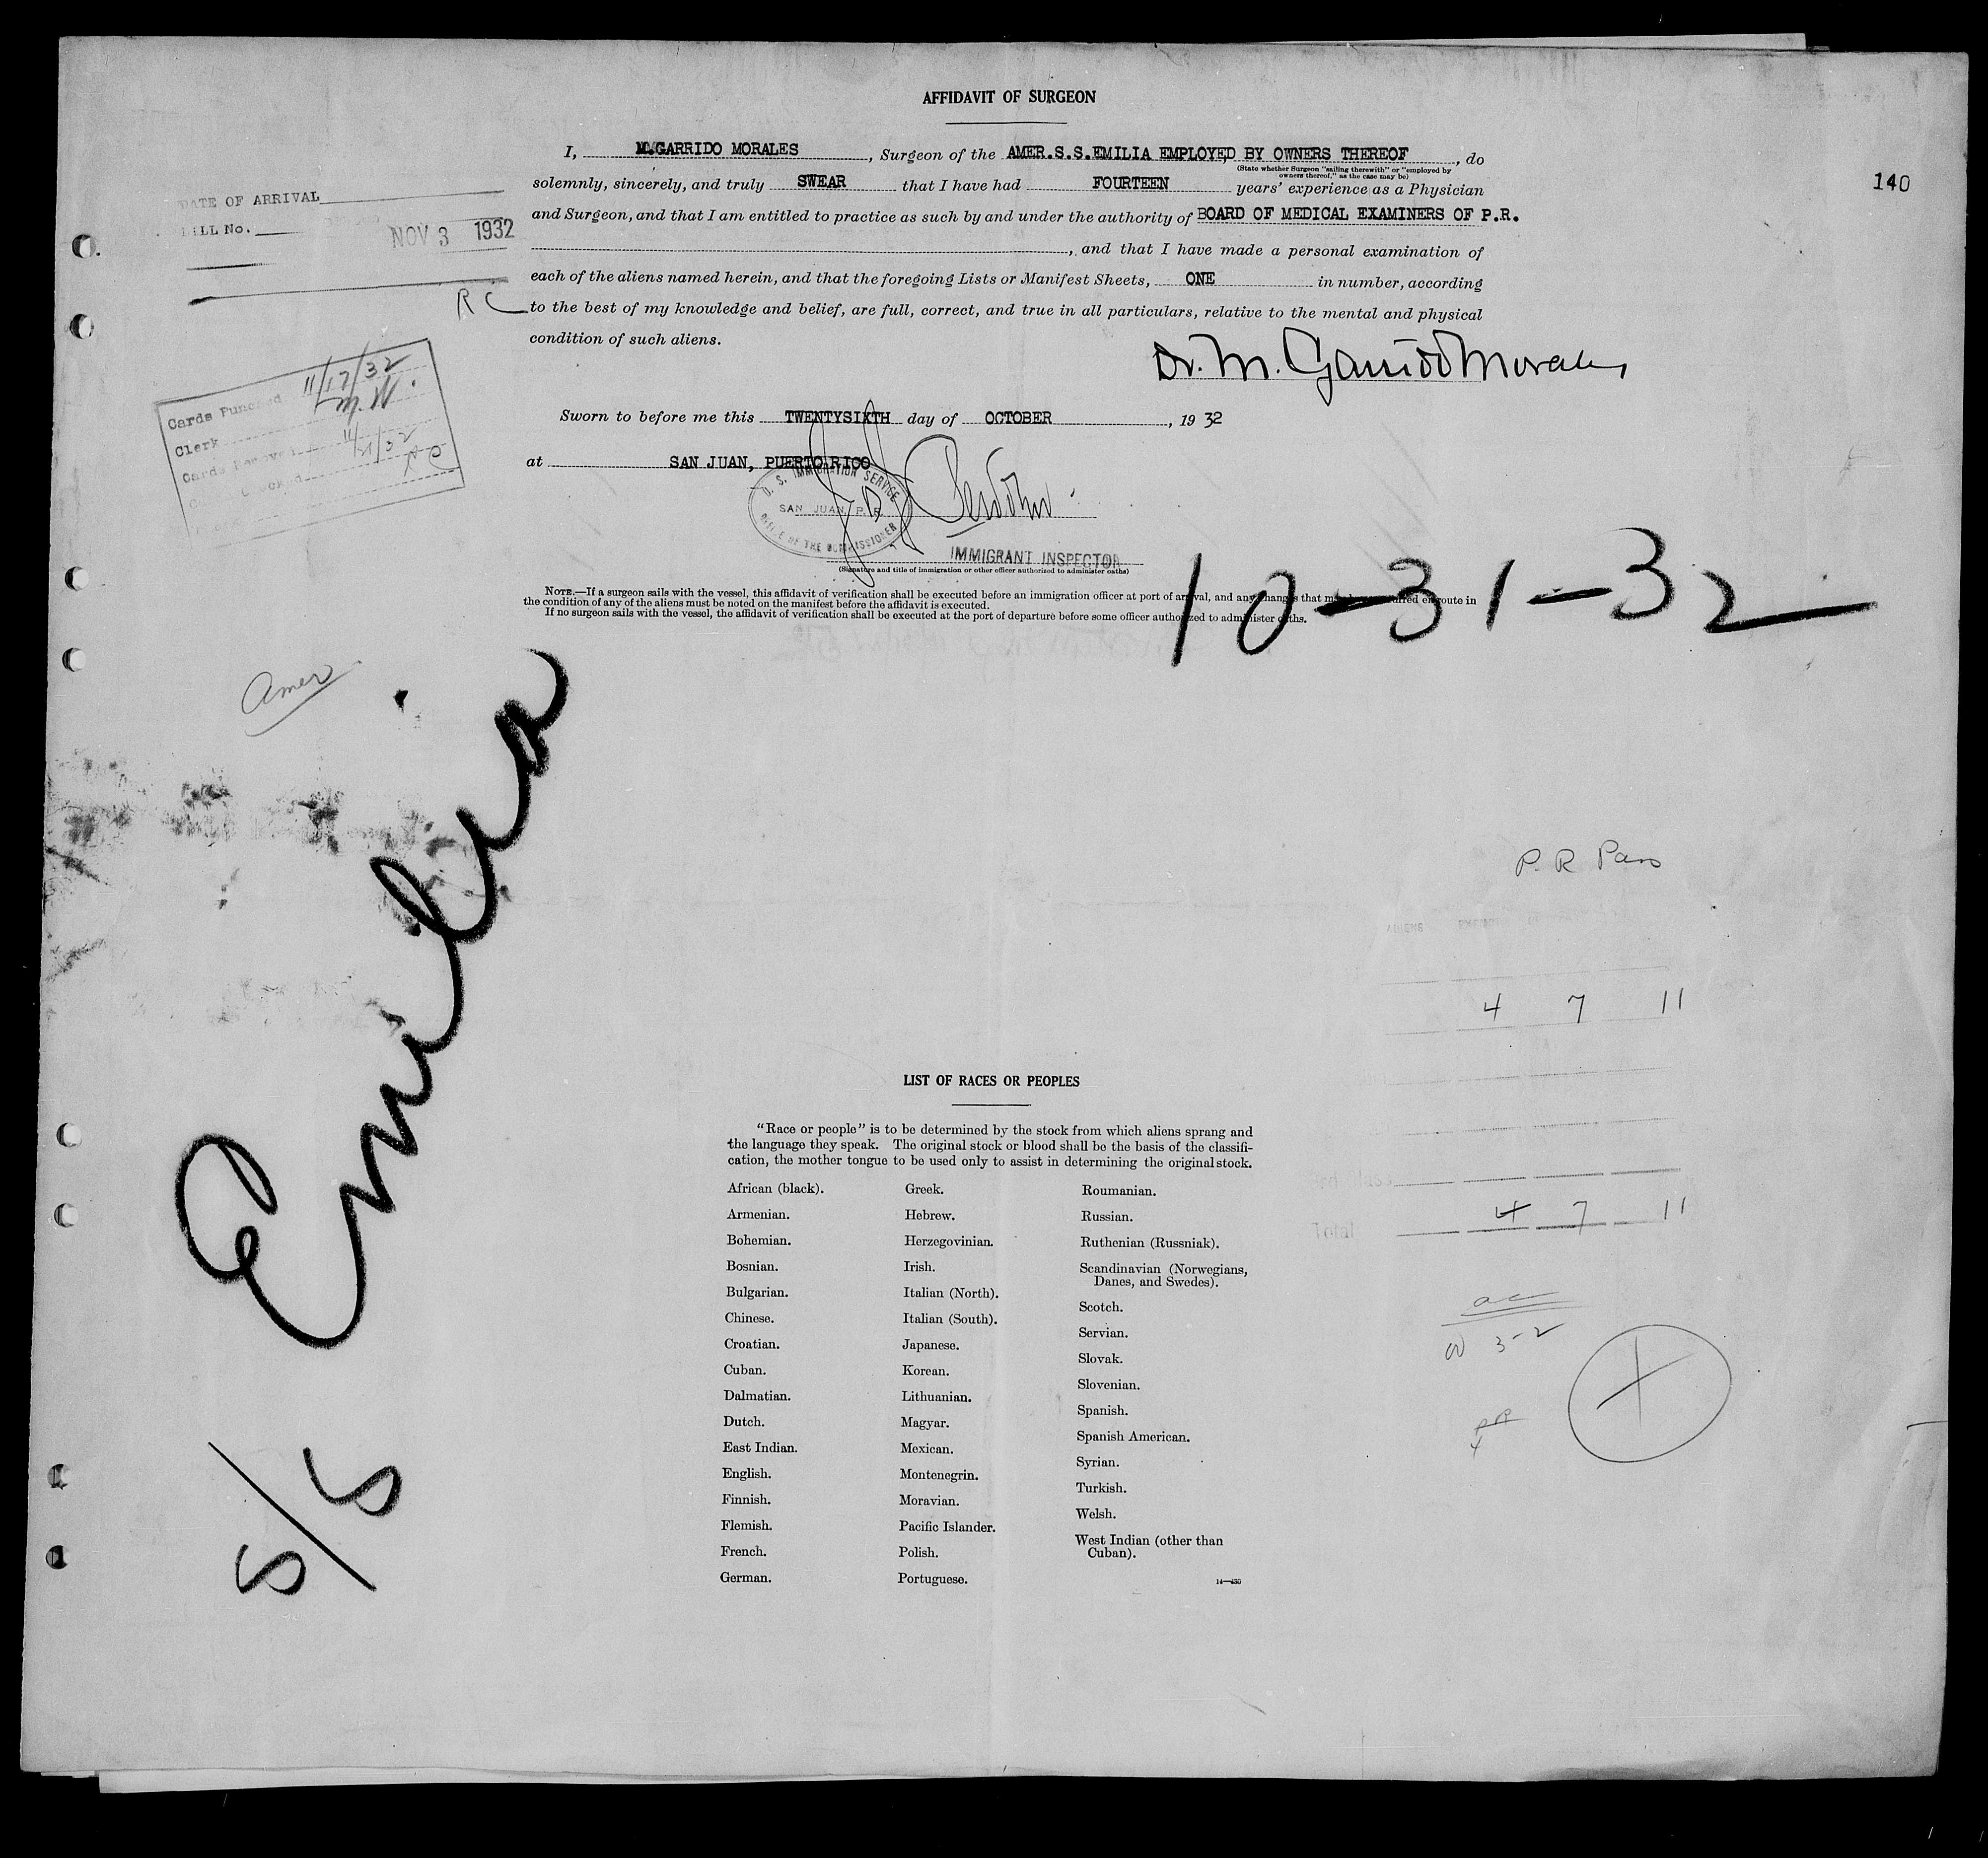 AFFIDAVIT OF SURGEON
140
I, M.GARRIDO MORALES, Surgeon of the AMER.S.S.EMILIA EMPLOYED BY OWNERS THEREOF, do
(State whether Surgeon "sailing therewith" or "employed by
owners thereof," as the case may be)
solemnly, sincerely, and truly SWEAR that I have had FOURTEEN years' experience as a Physician
and Surgeon, and that I am entitled to practice as such by and under the authority of BOARD OF MEDICAL EXAMINERS OF P.R.
, and that I have made a personal examination of
each of the aliens named herein, and that the foregoing Lists or Manifest Sheets, ONE in number, according
to the best of my knowledge and belief, are full, correct, and true in all particulars, relative to the mental and physical
condition of such aliens.
DATE OF ARRIVAL
BILL No.
NOV 3 1932
R C
Cards Punched 11/17/32
Clerk
Dr. M. Garrido Morales
Sworn to before me this TWENTYSIXTH day of OCTOBER, 19 32
at SAN JUAN, PUERTO RICO
U. S. IMMIGRATION SERVICE
SAN JUAN, P. R.
OFFICE OF THE COMMISSIONER
IMMIGRANT INSPECTOR
(Signature and title of immigration or other officer authorized to administer oaths)
NOTE.—If a surgeon sails with the vessel, this affidavit of verification shall be executed before an immigration officer at port of arrival, and any changes that may have occurred en route in
the condition of any of the aliens must be noted on the manifest before the affidavit is executed.
If no surgeon sails with the vessel, the affidavit of verification shall be executed at the port of departure before some officer authorized to administer oaths.
10-31-32
Amer
S/S Emilia
P. R Pass
4 7 11
Total 4 7 11
3-2
LIST OF RACES OR PEOPLES
"Race or people" is to be determined by the stock from which aliens sprang and
the language they speak. The original stock or blood shall be the basis of the classifi-
cation, the mother tongue to be used only to assist in determining the original stock.
African (black).
Armenian.
Bohemian.
Bosnian.
Bulgarian.
Chinese.
Croatian.
Cuban.
Dalmatian.
Dutch.
East Indian.
English.
Finnish.
Flemish.
French.
German.
Greek.
Hebrew.
Herzegovinian.
Irish.
Italian (North).
Italian (South).
Japanese.
Korean.
Lithuanian.
Magyar.
Mexican.
Montenegrin.
Moravian.
Pacific Islander.
Polish.
Portuguese.
Roumanian.
Russian.
Ruthenian (Russniak).
Scandinavian (Norwegians,
Danes, and Swedes).
Scotch.
Servian.
Slovak.
Slovenian.
Spanish.
Spanish American.
Syrian.
Turkish.
Welsh.
West Indian (other than
Cuban).
14—430